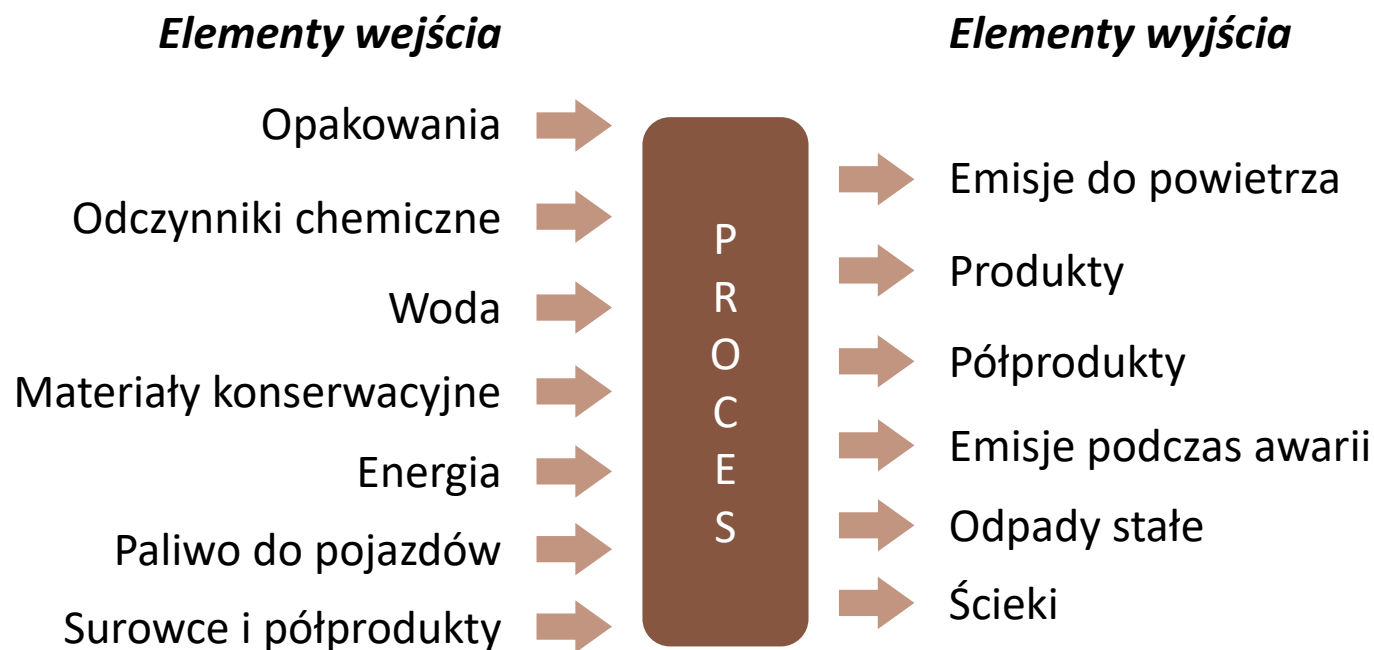 Elementy wejścia
Opakowania
Odczynniki chemiczne
Woda
Materiały konserwacyjne
Energia
Paliwo do pojazdów
Surowce i półprodukty
P
R
O
C
E
S
Elementy wyjścia
Emisje do powietrza
Produkty
Półprodukty
Emisje podczas awarii
Odpady stałe
Ścieki